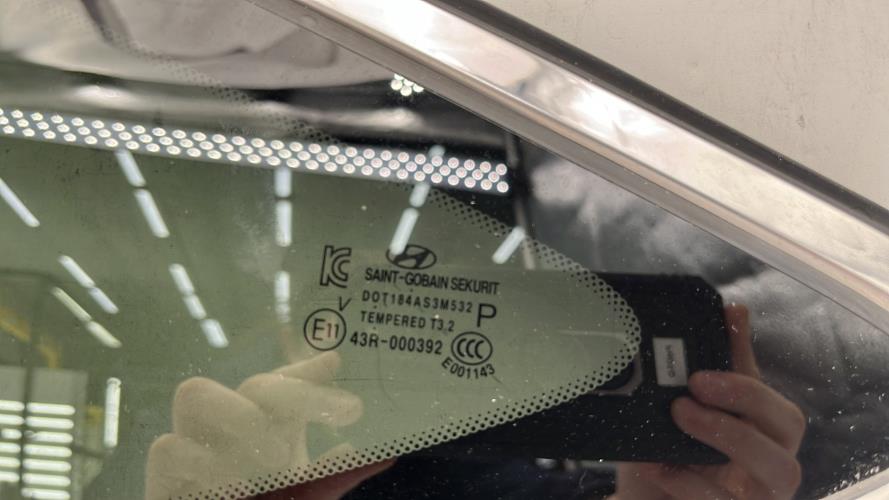 KC
SAINT-GOBAIN SEKURIT
DOT184AS3M532 P
V TEMPERED T3.2
E11 43R-000392 CCC
E001143